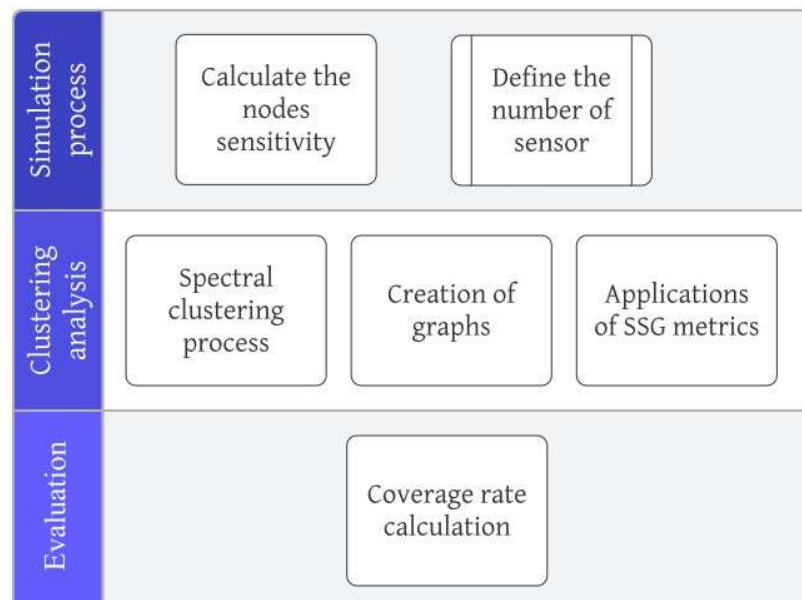 Simulation
process
Calculate the
nodes
sensitivity
Define the
number of
sensor
Clustering
analysis
Spectral
clustering
process
Creation of
graphs
Applications
of SSG metrics
Evaluation
Coverage rate
calculation